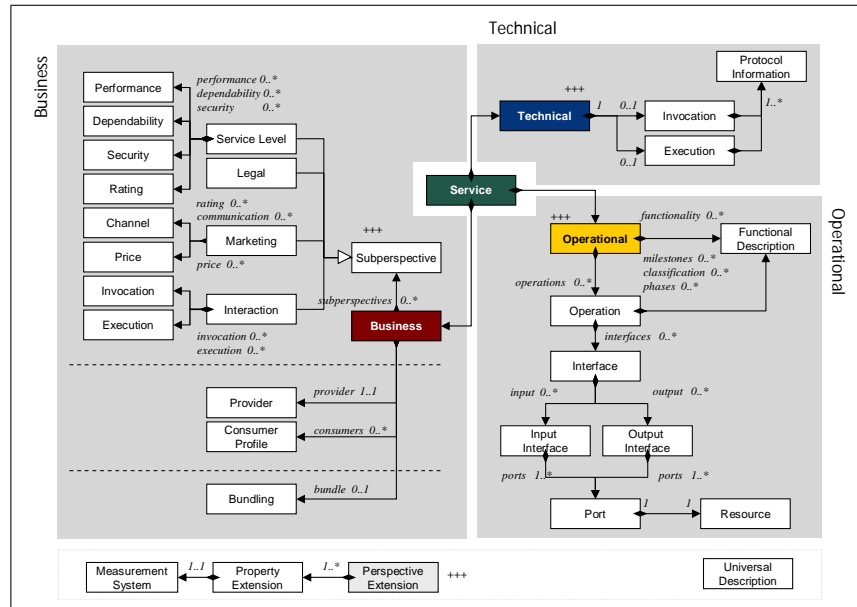 Technical
Business
Operational
Performance
Dependability
Security
Rating
Channel
Price
Invocation
Execution
performance 0..*
dependability 0..*
security 0..*
Service Level
Legal
rating 0..*
communication 0..*
Marketing
price 0..*
Interaction
invocation 0..*
execution 0..*
+++
Subperspective
subperspectives 0..*
Business
Provider
provider 1..1
Consumer
Profile
consumers 0..*
Bundling
bundle 0..1
Service
+++
Technical
1
0..1
0..1
Invocation
Execution
Protocol
Information
1..*
+++
Operational
functionality 0..*
Functional
Description
milestones 0..*
classification 0..*
phases 0..*
operations 0..*
Operation
interfaces 0..*
Interface
input 0..*
output 0..*
Input
Interface
Output
Interface
ports 1..*
ports 1..*
Port
1
1
Resource
Measurement
System
1..1
Property
Extension
1..*
Perspective
Extension
+++
Universal
Description